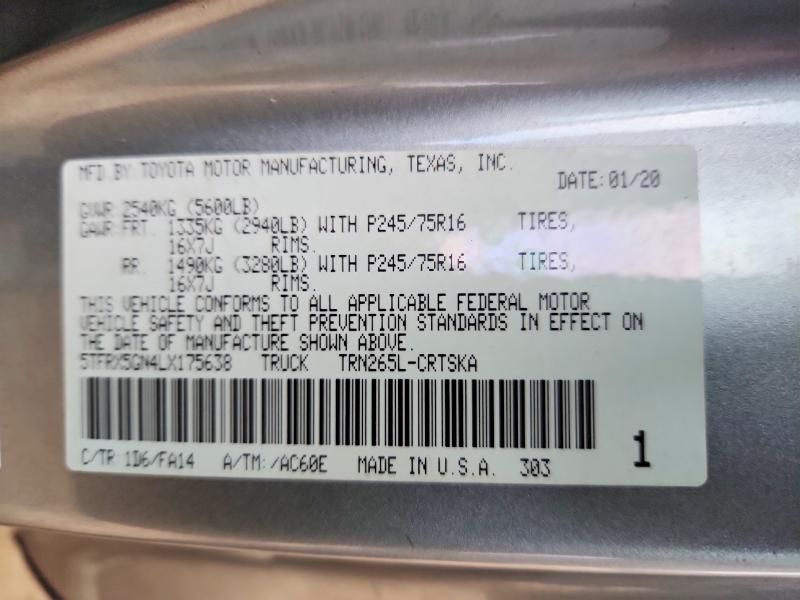 MFD BY: TOYOTA MOTOR MANUFACTURING, TEXAS, INC.
DATE: 01/20
GVWR 2540KG (5600LB)
GAWR FRT. 1335KG (2940LB) WITH P245/75R16 TIRES,
16X7J RIMS.
RR. 1490KG (3280LB) WITH P245/75R16 TIRES,
16X7J RIMS.
THIS VEHICLE CONFORMS TO ALL APPLICABLE FEDERAL MOTOR
VEHICLE SAFETY AND THEFT PREVENTION STANDARDS IN EFFECT ON
THE DATE OF MANUFACTURE SHOWN ABOVE.
5TFRX5GN4LX175638 TRUCK TRN265L-CRTSKA
C/TR: 1D6/FA14 A/TM: /AC60E MADE IN U.S.A. 303 1